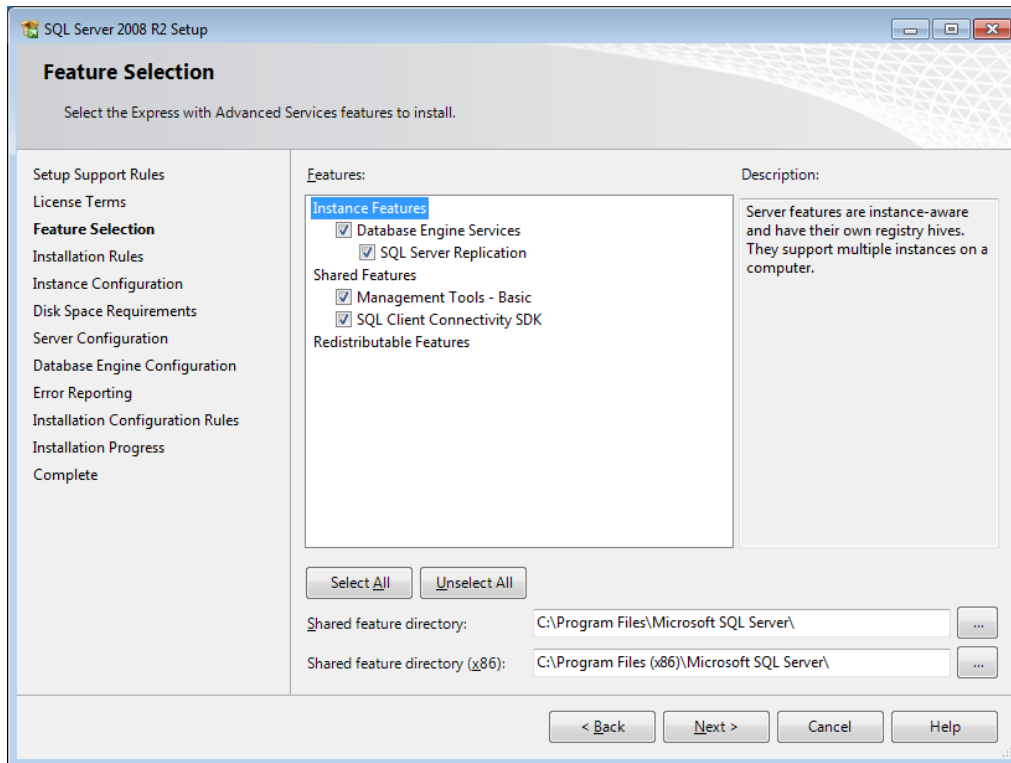 SQL Server 2008 R2 Setup
Feature Selection
Select the Express with Advanced Services features to install.
Setup Support Rules
License Terms
Feature Selection
Installation Rules
Instance Configuration
Disk Space Requirements
Server Configuration
Database Engine Configuration
Error Reporting
Installation Configuration Rules
Installation Progress
Complete
Features:
Instance Features
Database Engine Services
SQL Server Replication
Shared Features
Management Tools - Basic
SQL Client Connectivity SDK
Redistributable Features
Description:
Server features are instance-aware
and have their own registry hives.
They support multiple instances on a
computer.
Select All
Unselect All
Shared feature directory:
C:\Program Files\Microsoft SQL Server\
...
Shared feature directory (x86):
C:\Program Files (x86)\Microsoft SQL Server\
...
< Back
Next >
Cancel
Help